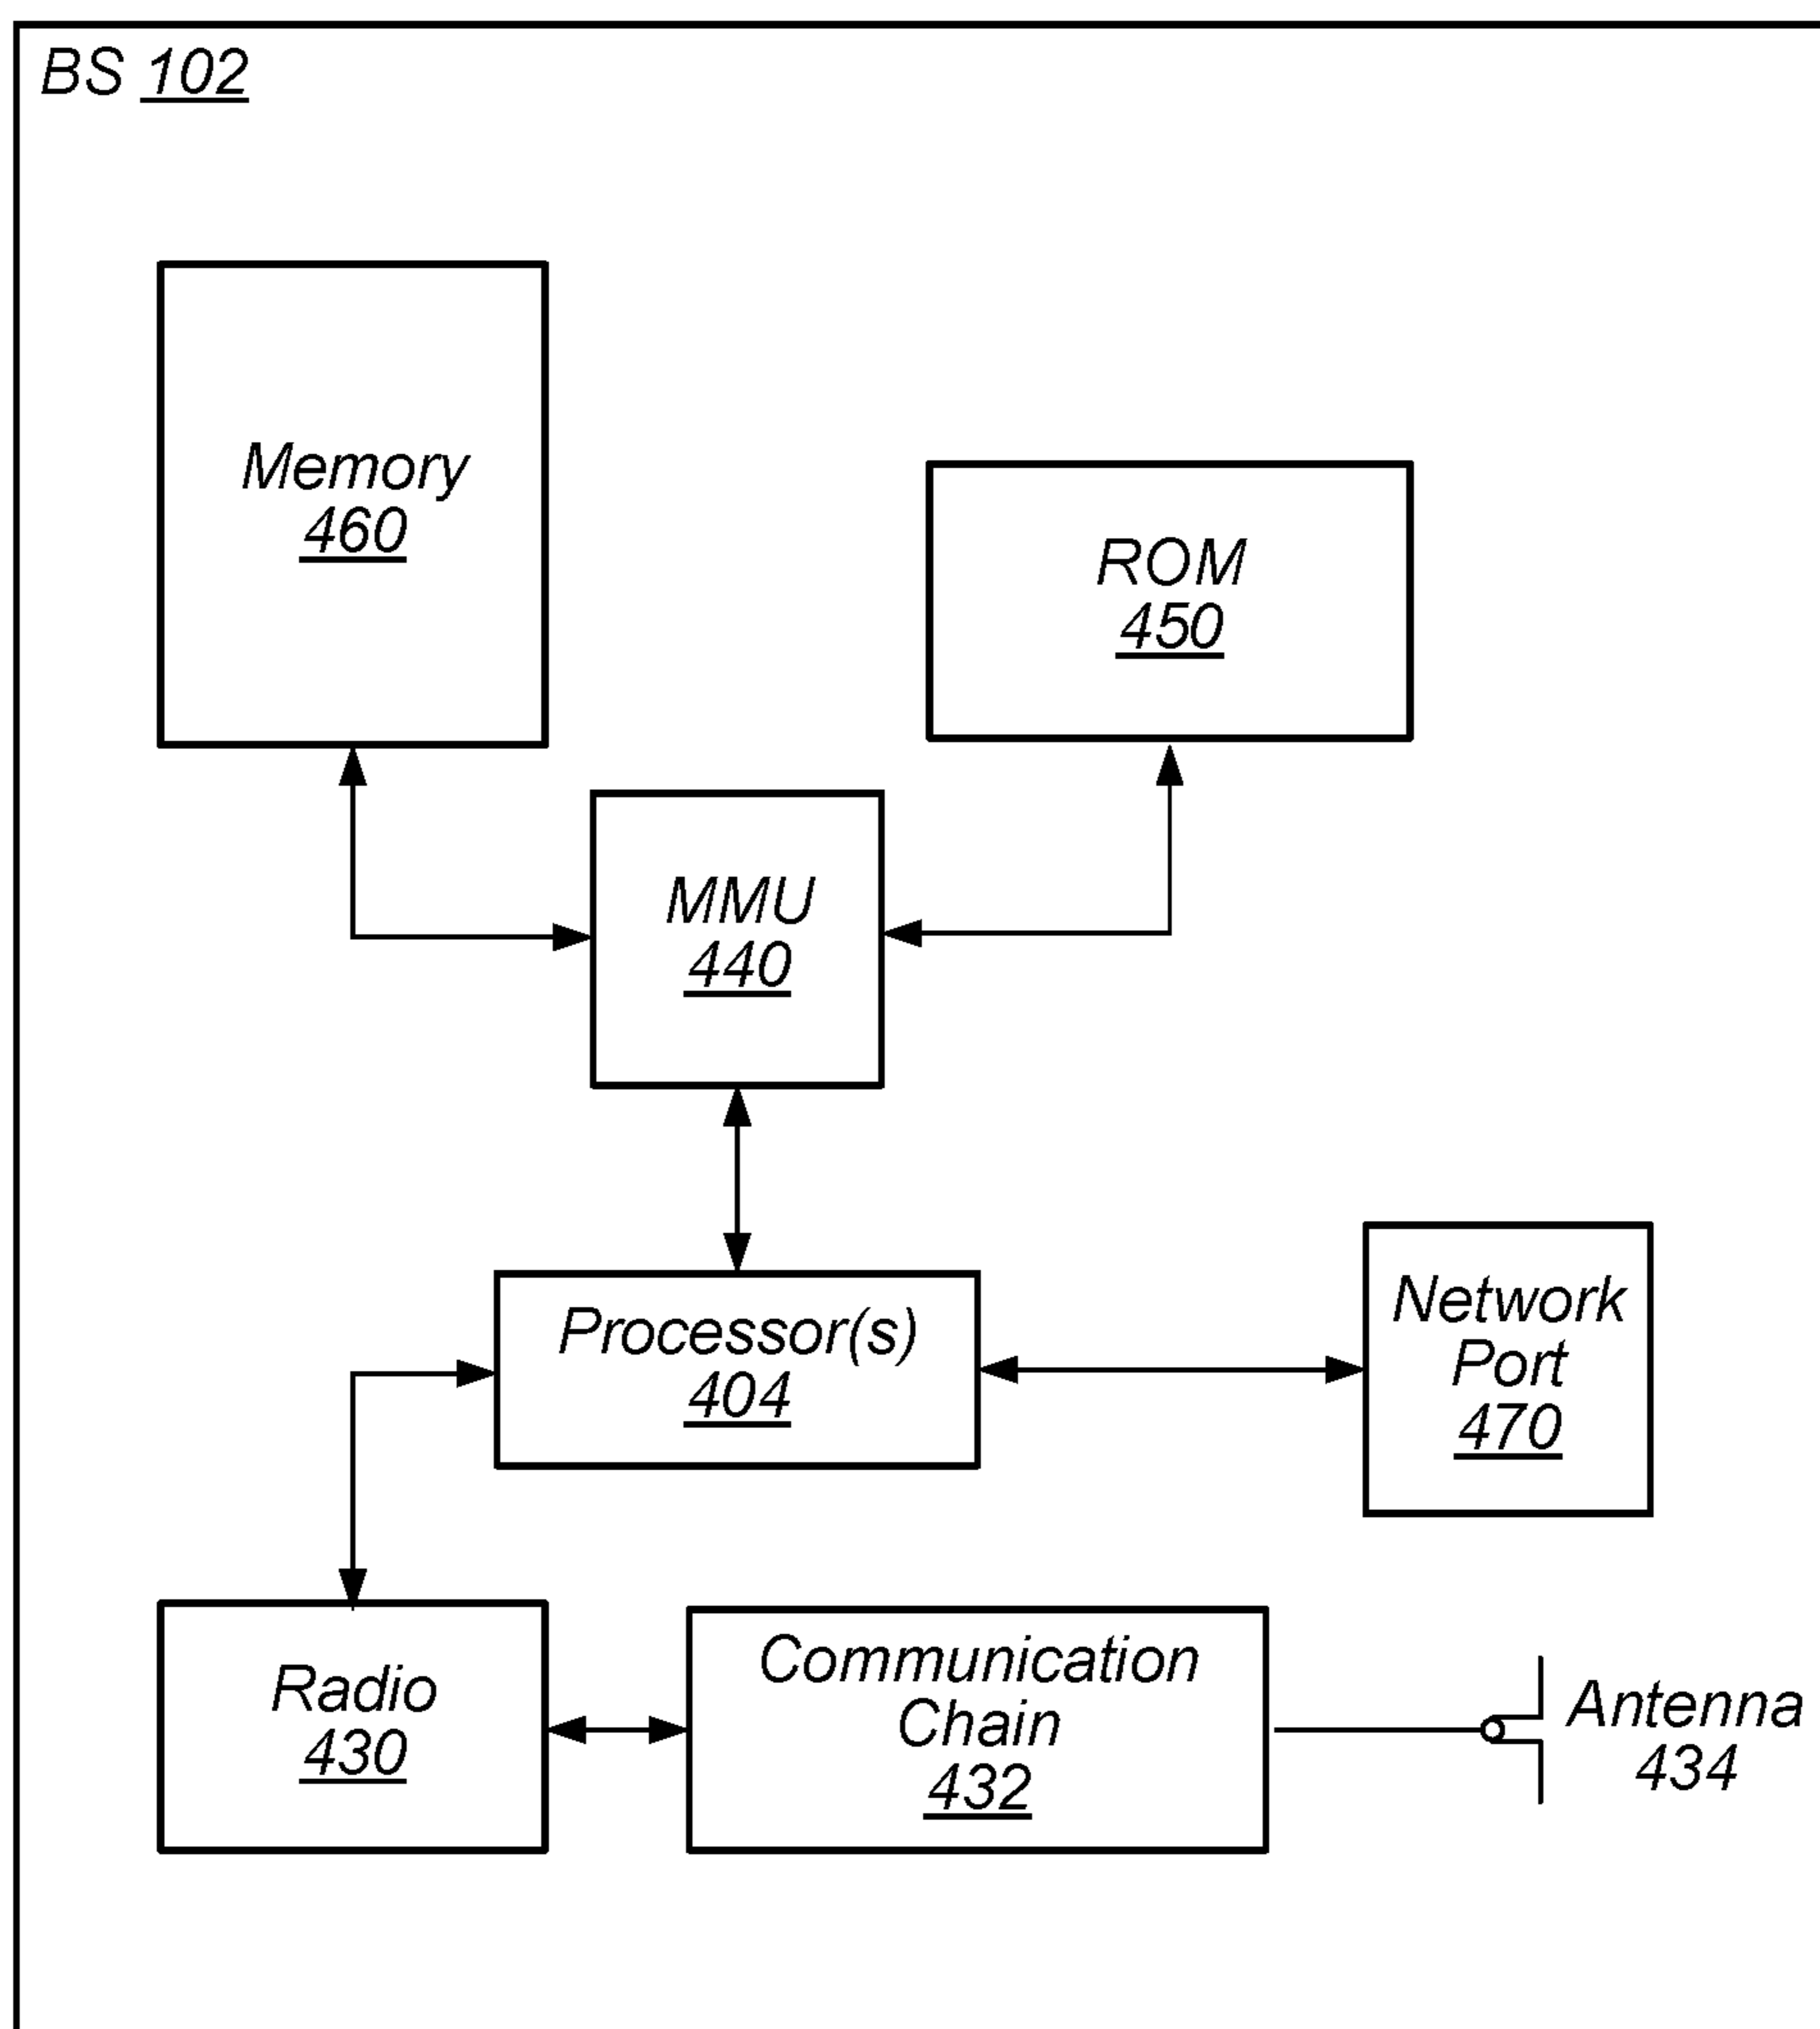 BS 102
Memory
460
ROM
450
MMU
440
Processor(s)
404
Network
Port
470
Radio
430
Communication
Chain
432
Antenna
434